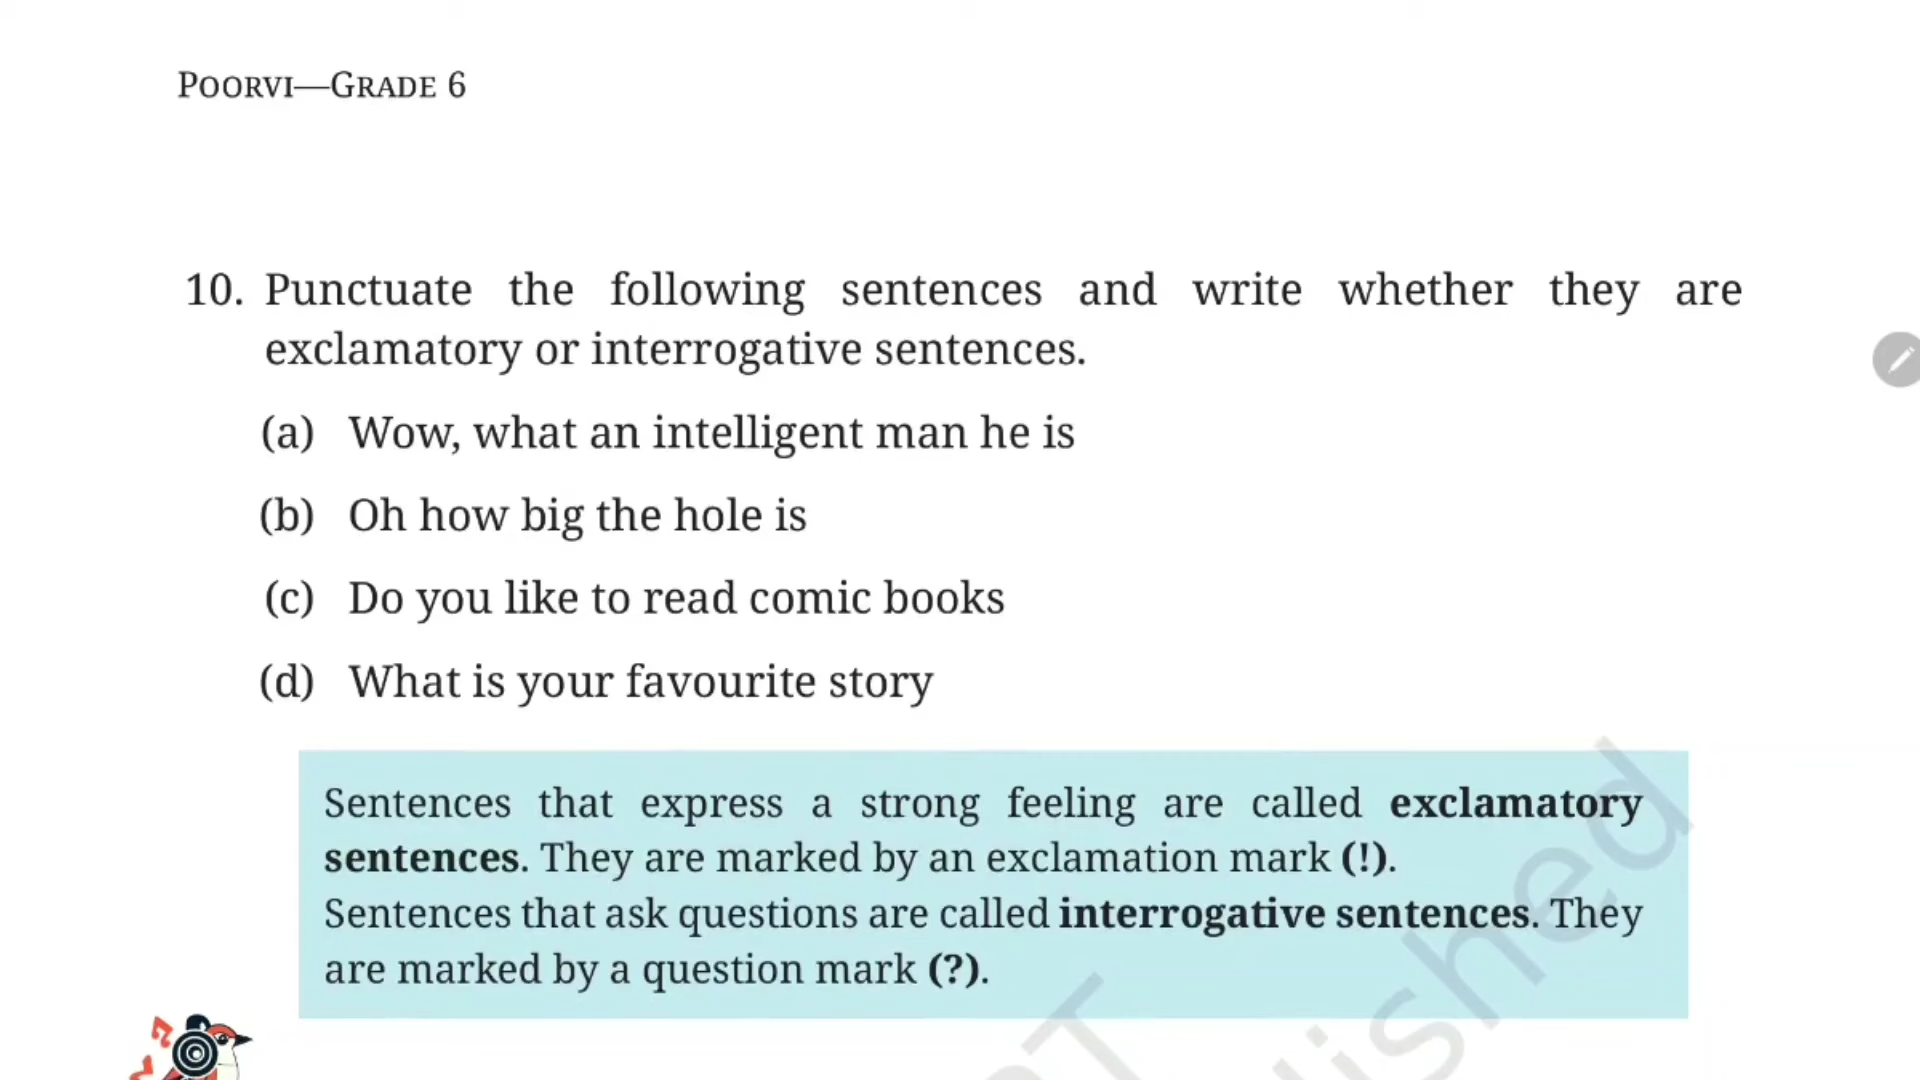 POORVI—GRADE 6
10. Punctuate the following sentences and write whether they are
exclamatory or interrogative sentences.
(a) Wow, what an intelligent man he is
(b) Oh how big the hole is
(c) Do you like to read comic books
(d) What is your favourite story
Sentences that express a strong feeling are called exclamatory
sentences. They are marked by an exclamation mark (!).
Sentences that ask questions are called interrogative sentences. They
are marked by a question mark (?).